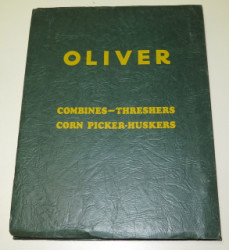 OLIVER
COMBINES—THRESHERS
CORN PICKER-HUSKERS